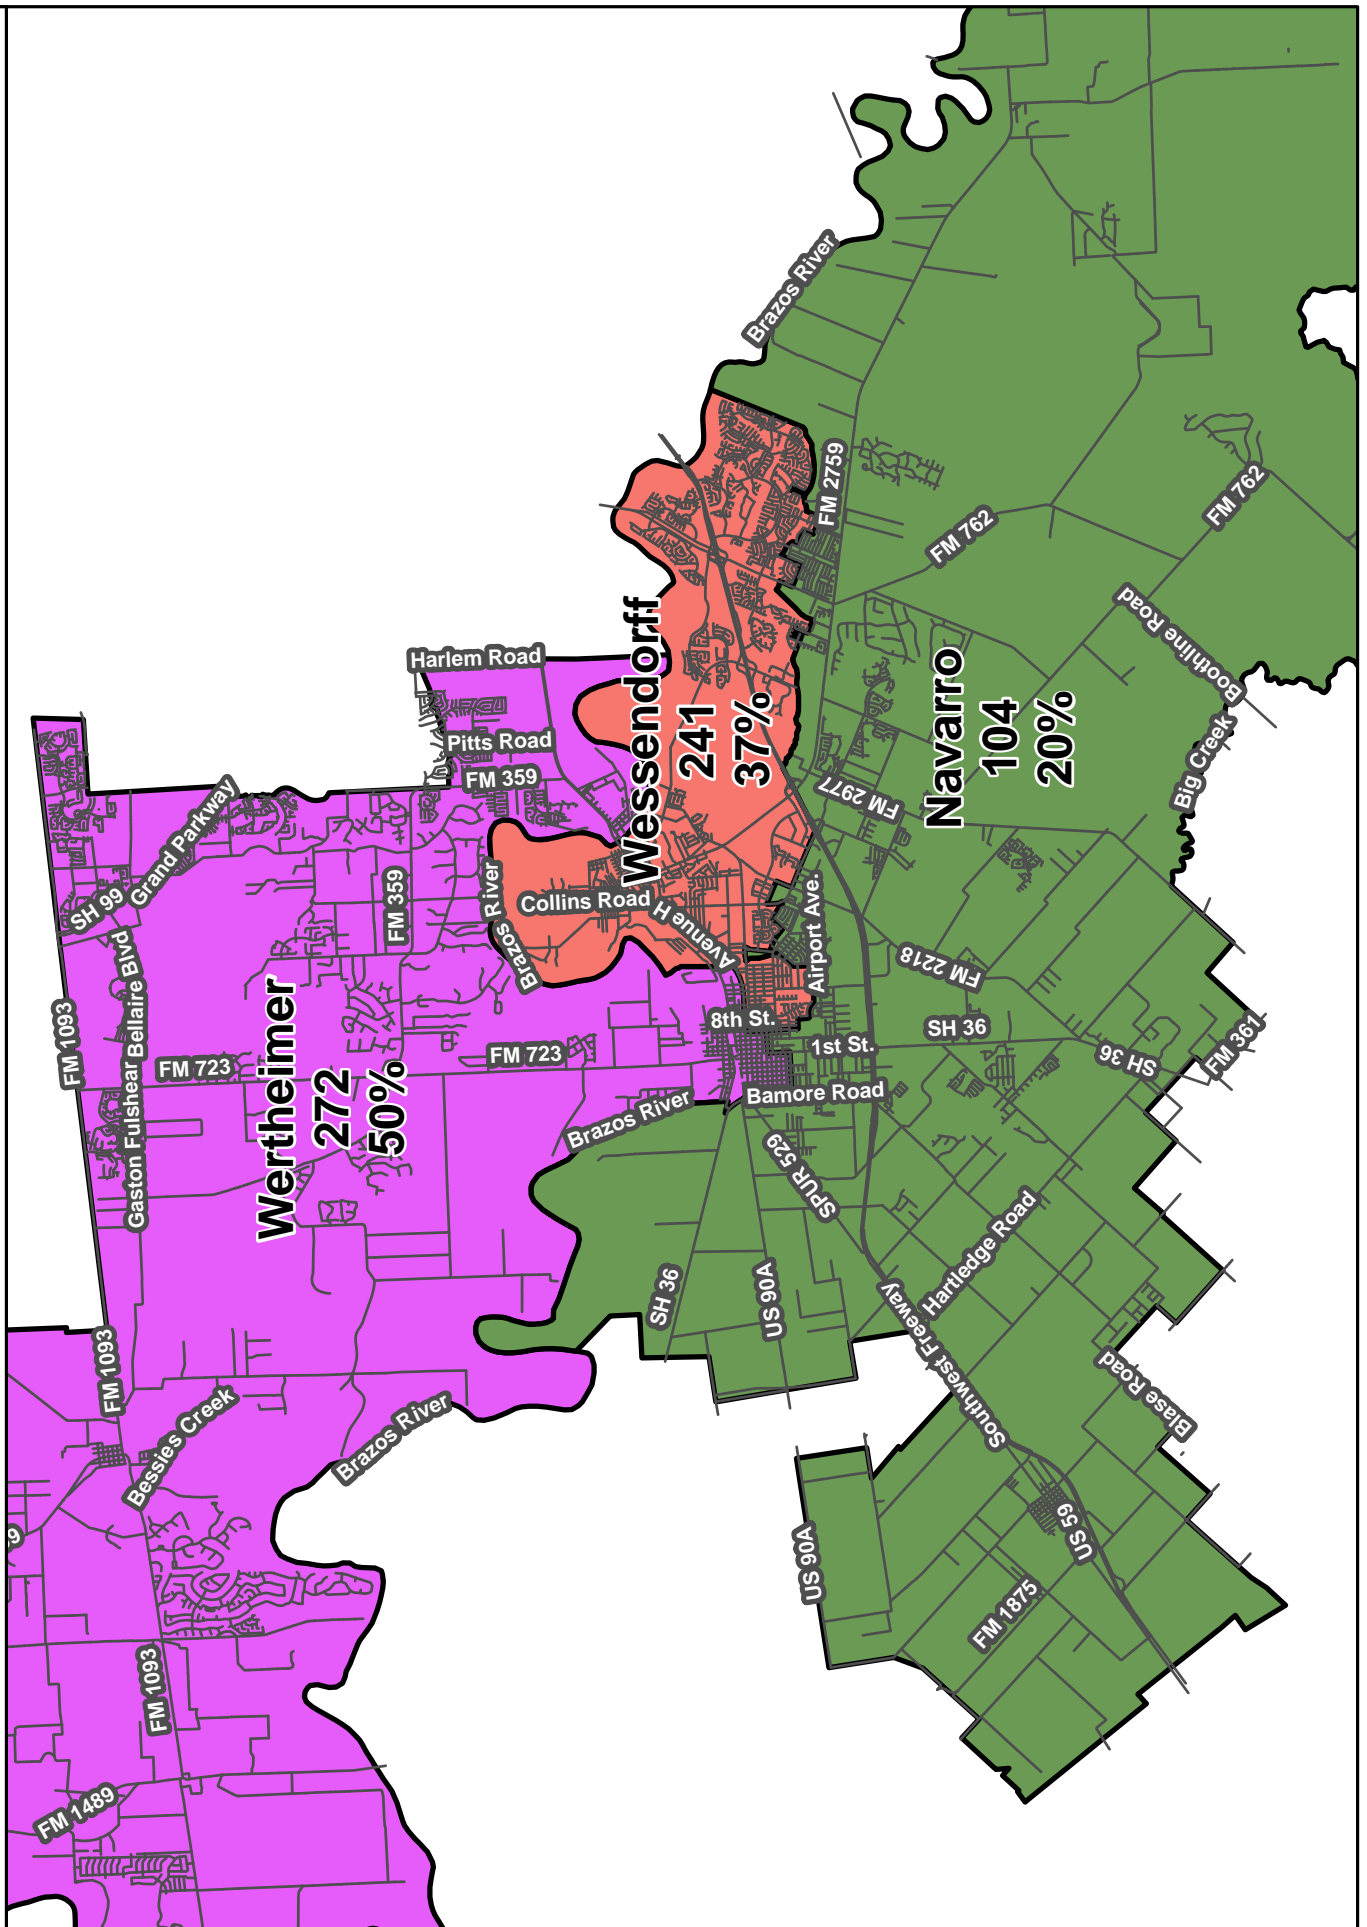 Harlem Road
Pitts Road
FM 359
Grand Parkway
SH 99
FM 359
Brazos River
Brazos River
Collins Road
Avenue H
Wessendorff
241
37%
Brazos River
FM 2759
FM 762
FM 762
Boothline Road
Big Creek
Navarro
104
20%
FM 2977
Airport Ave.
FM 2218
SH 36
SH 36
FM 361
8th St.
1st St.
Bamore Road
FM 1093
Gaston Fulshear Bellaire Blvd
FM 723
FM 723
Wertheimer
272
50%
Brazos River
SPUR 529
SH 36
US 90A
Hartledge Road
Southwest Freeway
Blase Road
FM 1093
Bessies Creek
Brazos River
US 90A
US 59
FM 1875
FM 1093
FM 1489